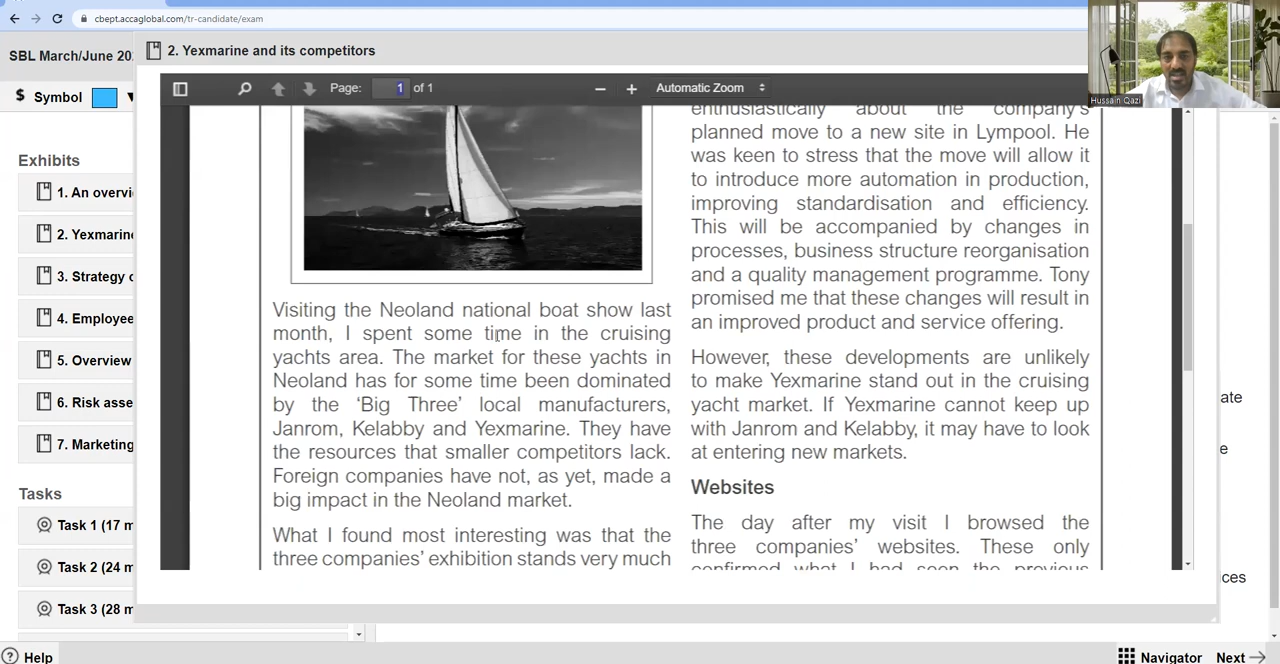 cbept.accaglobal.com/tr-candidate/exam
SBL March/June 20
2. Yexmarine and its competitors
Hussain Qazi
$ Symbol
Page: 1 of 1
Automatic Zoom
Exhibits
1. An overvi
2. Yexmarin
3. Strategy o
4. Employee
5. Overview
6. Risk asse
7. Marketing
Tasks
Task 1 (17 m
Task 2 (24 m
Task 3 (28 m
Visiting the Neoland national boat show last
month, I spent some time in the cruising
yachts area. The market for these yachts in
Neoland has for some time been dominated
by the ‘Big Three’ local manufacturers,
Janrom, Kelabby and Yexmarine. They have
the resources that smaller competitors lack.
Foreign companies have not, as yet, made a
big impact in the Neoland market.
What I found most interesting was that the
three companies’ exhibition stands very much
enthusiastically about the company’s
planned move to a new site in Lympool. He
was keen to stress that the move will allow it
to introduce more automation in production,
improving standardisation and efficiency.
This will be accompanied by changes in
processes, business structure reorganisation
and a quality management programme. Tony
promised me that these changes will result in
an improved product and service offering.
However, these developments are unlikely
to make Yexmarine stand out in the cruising
yacht market. If Yexmarine cannot keep up
with Janrom and Kelabby, it may have to look
at entering new markets.
Websites
The day after my visit I browsed the
three companies’ websites. These only
confirmed what I had seen the previous
ate
e
ces
Help
Navigator
Next